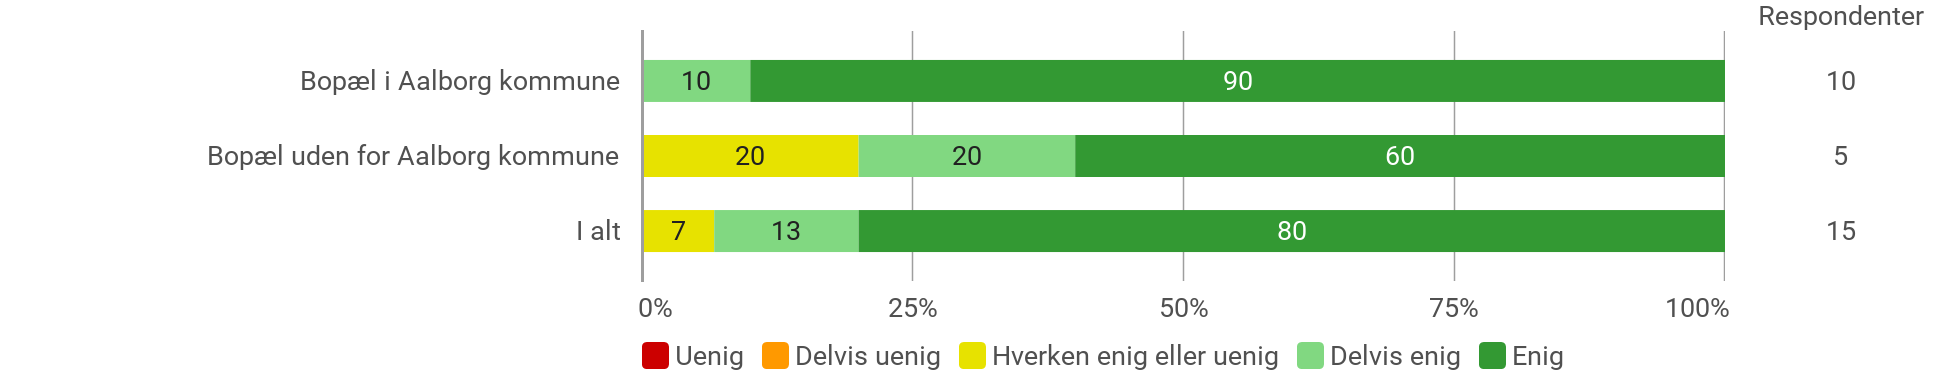 Respondenter
Bopæl i Aalborg kommune 10 90 10
Bopæl uden for Aalborg kommune 20 20 60 5
I alt 7 13 80 15
0% 25% 50% 75% 100%
Uenig Delvis uenig Hverken enig eller uenig Delvis enig Enig